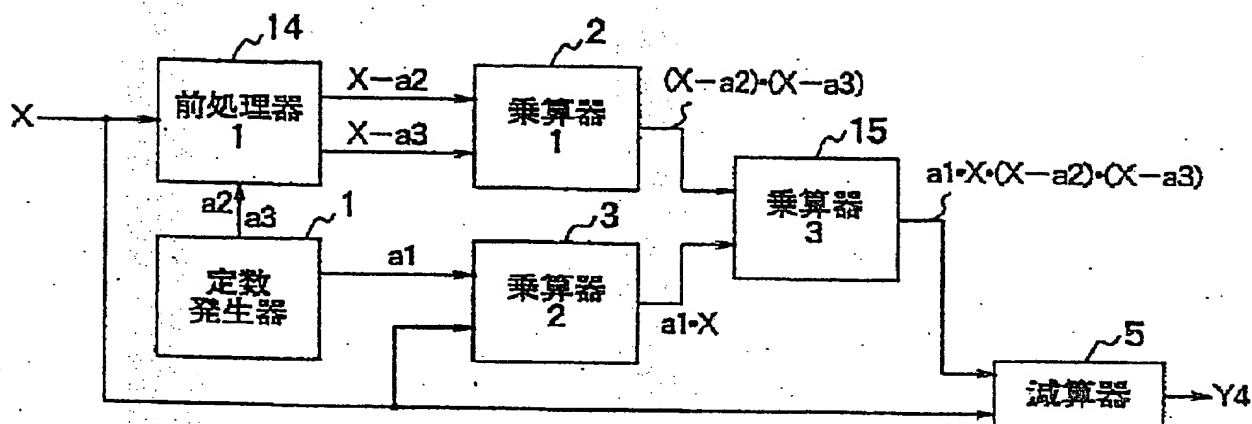 14
2
X
前処理器
1
X−a2
X−a3
乗算器
1
(X−a2)・(X−a3)
15
乗算器
3
a1・X・(X−a2)・(X−a3)
a2
a3
1
定数
発生器
a1
3
乗算器
2
a1・X
5
減算器
Y4